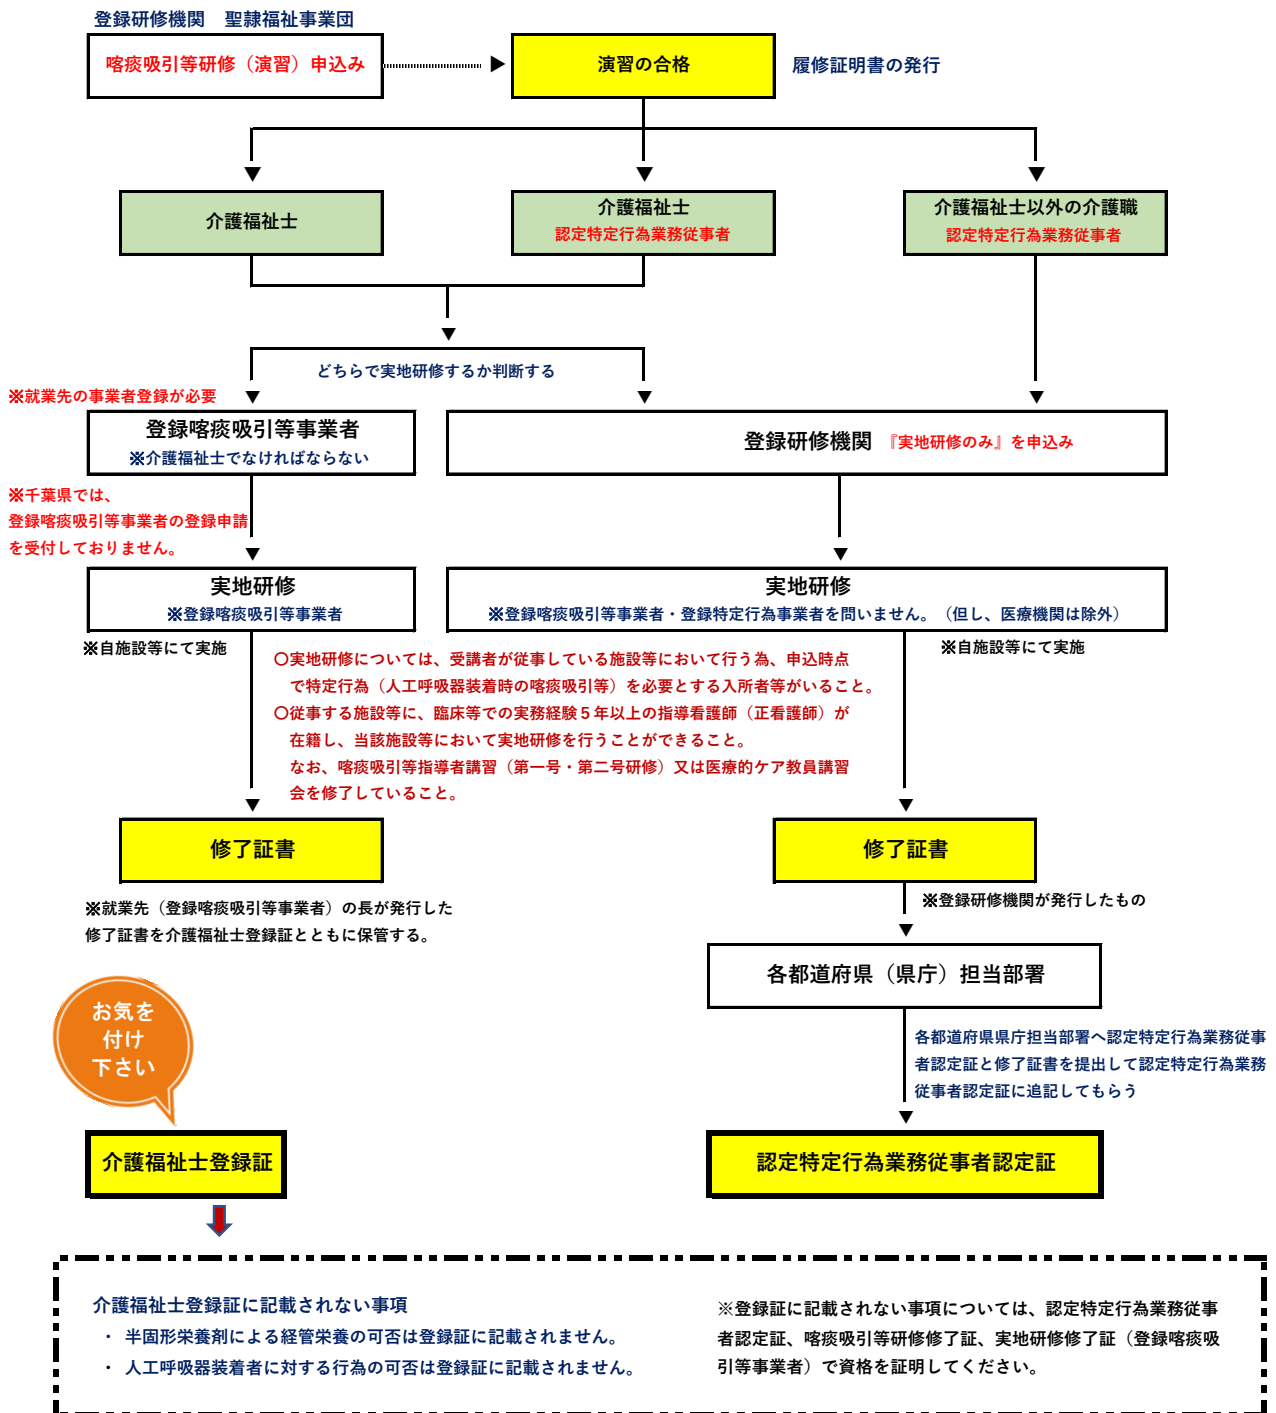 登録研修機関　聖隷福祉事業団
喀痰吸引等研修（演習）申込み
演習の合格
履修証明書の発行
介護福祉士
介護福祉士
認定特定行為業務従事者
介護福祉士以外の介護職
認定特定行為業務従事者
どちらで実地研修するか判断する
※就業先の事業者登録が必要
登録喀痰吸引等事業者
※介護福祉士でなければならない
登録研修機関　『実地研修のみ』を申込み
※千葉県では、
登録喀痰吸引等事業者の登録申請
を受付しておりません。
実地研修
※登録喀痰吸引等事業者
実地研修
※登録喀痰吸引等事業者・登録特定行為事業者を問いません。（但し、医療機関は除外）
※自施設等にて実施
※自施設等にて実施
〇実地研修については、受講者が従事している施設等において行う為、申込時点
で特定行為（人工呼吸器装着時の喀痰吸引等）を必要とする入所者等がいること。
〇従事する施設等に、臨床等での実務経験５年以上の指導看護師（正看護師）が
在籍し、当該施設等において実地研修を行うことができること。
なお、喀痰吸引等指導者講習（第一号・第二号研修）又は医療的ケア教員講習
会を修了していること。
修了証書
修了証書
※就業先（登録喀痰吸引等事業者）の長が発行した
修了証書を介護福祉士登録証とともに保管する。
※登録研修機関が発行したもの
各都道府県（県庁）担当部署
お気を
付け
下さい
各都道府県県庁担当部署へ認定特定行為業務従事
者認定証と修了証書を提出して認定特定行為業務
従事者認定証に追記してもらう
介護福祉士登録証
認定特定行為業務従事者認定証
介護福祉士登録証に記載されない事項
・ 半固形栄養剤による経管栄養の可否は登録証に記載されません。
・ 人工呼吸器装着者に対する行為の可否は登録証に記載されません。
※登録証に記載されない事項については、認定特定行為業務従事
者認定証、喀痰吸引等研修修了証、実地研修修了証（登録喀痰吸
引等事業者）で資格を証明してください。